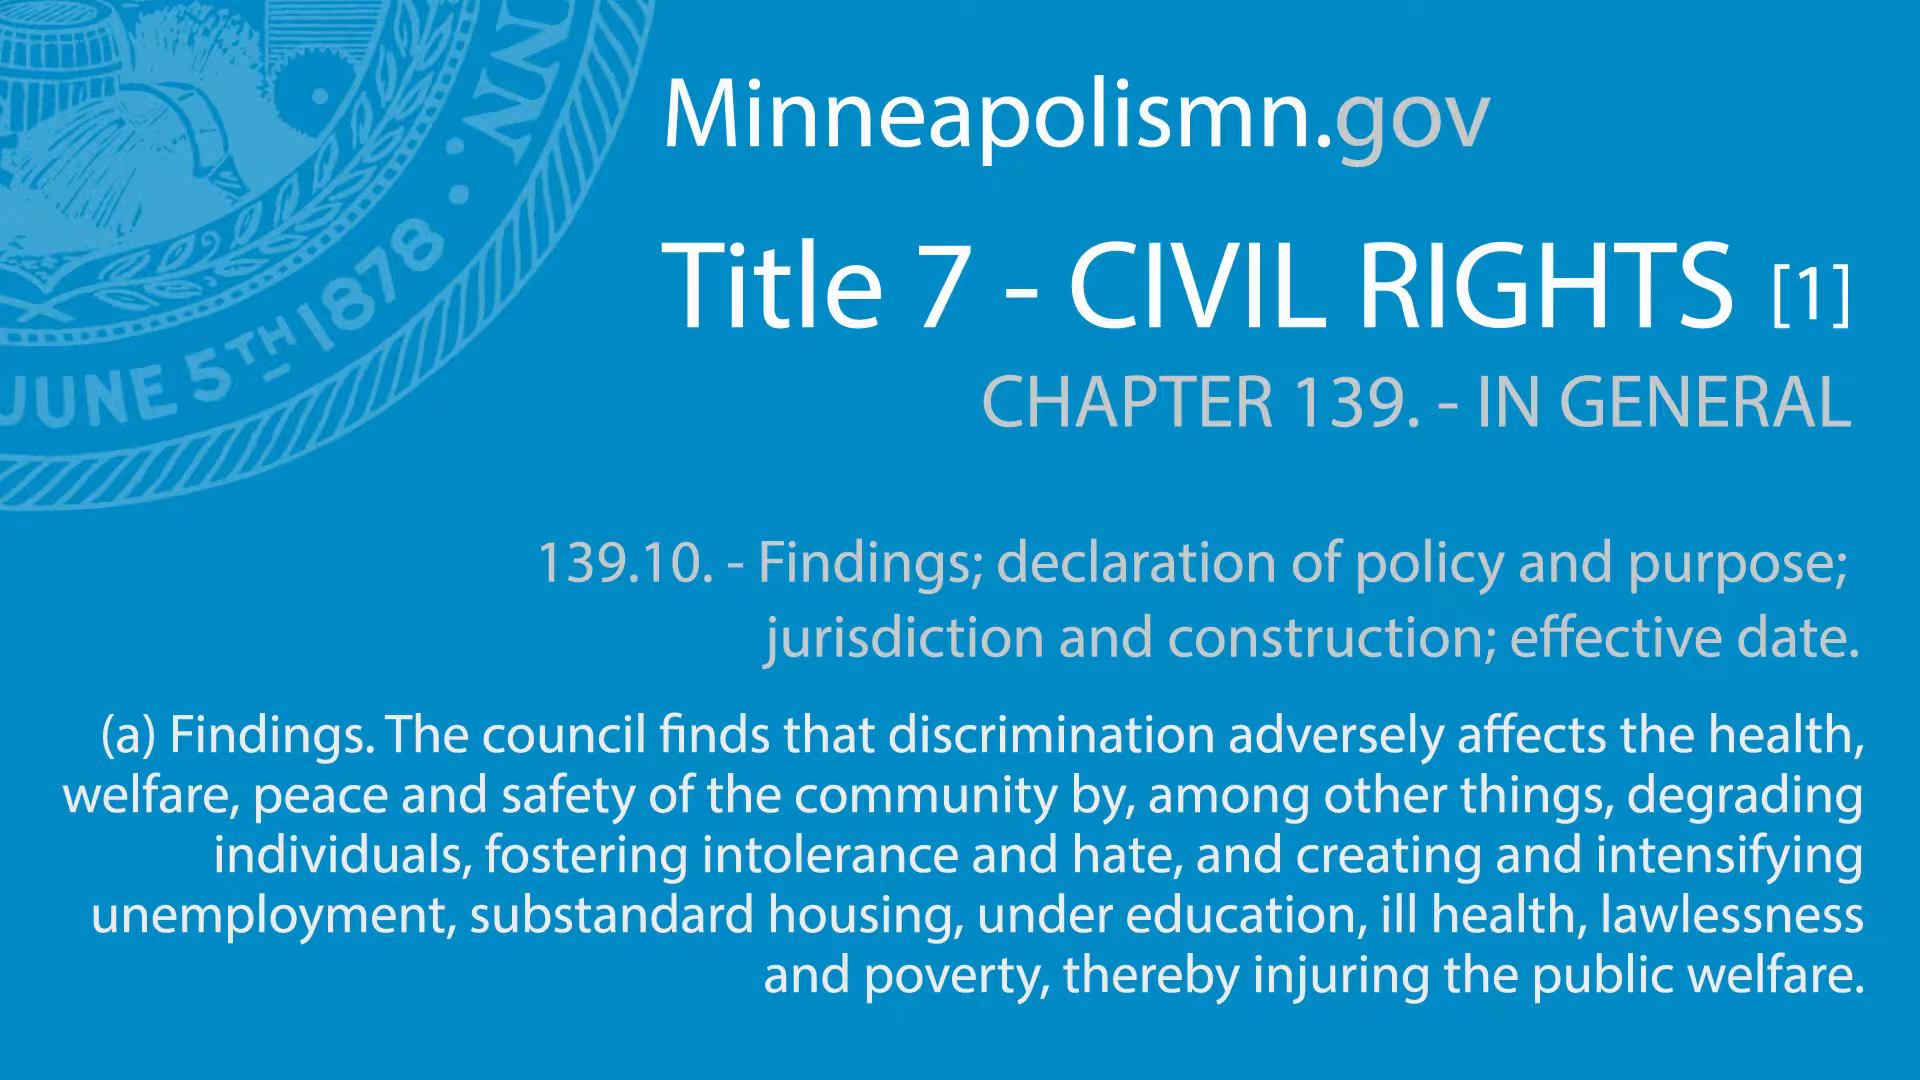 MN
JUNE 5TH 1878
Minneapolismn.gov
Title 7 - CIVIL RIGHTS [1]
CHAPTER 139. - IN GENERAL
139.10. - Findings; declaration of policy and purpose;
jurisdiction and construction; effective date.
(a) Findings. The council finds that discrimination adversely affects the health,
welfare, peace and safety of the community by, among other things, degrading
individuals, fostering intolerance and hate, and creating and intensifying
unemployment, substandard housing, under education, ill health, lawlessness
and poverty, thereby injuring the public welfare.